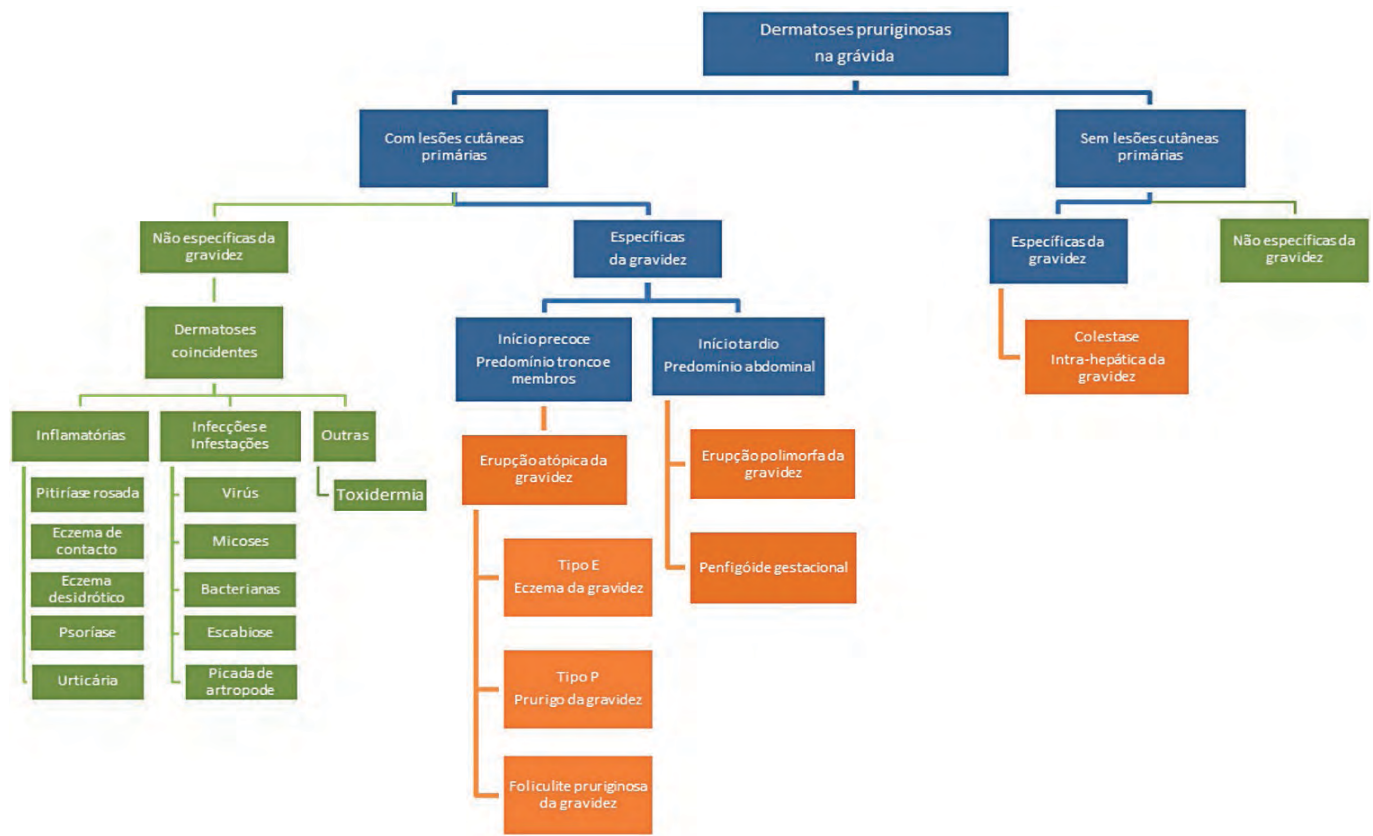 Dermatoses pruriginosas
na grávida
Com lesões cutâneas
primárias
Sem lesões cutâneas
primárias
Não específicas da
gravidez
Específicas
da gravidez
Específicas da
gravidez
Não específicas da
gravidez
Dermatoses
coincidentes
Início precoce
Predomínio tronco e
membros
Início tardio
Predomínio abdominal
Colestase
Intra-hepática da
gravidez
Inflamatórias
Infecções e
Infestações
Outras
Erupção atópica da
gravidez
Erupção polimorfa da
gravidez
Pitiríase rosada
Virús
Toxidermia
Eczema de
contacto
Micoses
Eczema
desidrótico
Bacterianas
Psoríase
Escabiose
Urticária
Picada de
artropode
Tipo E
Eczema da gravidez
Penfigóide gestacional
Tipo P
Prurigo da gravidez
Foliculite pruriginosa
da gravidez